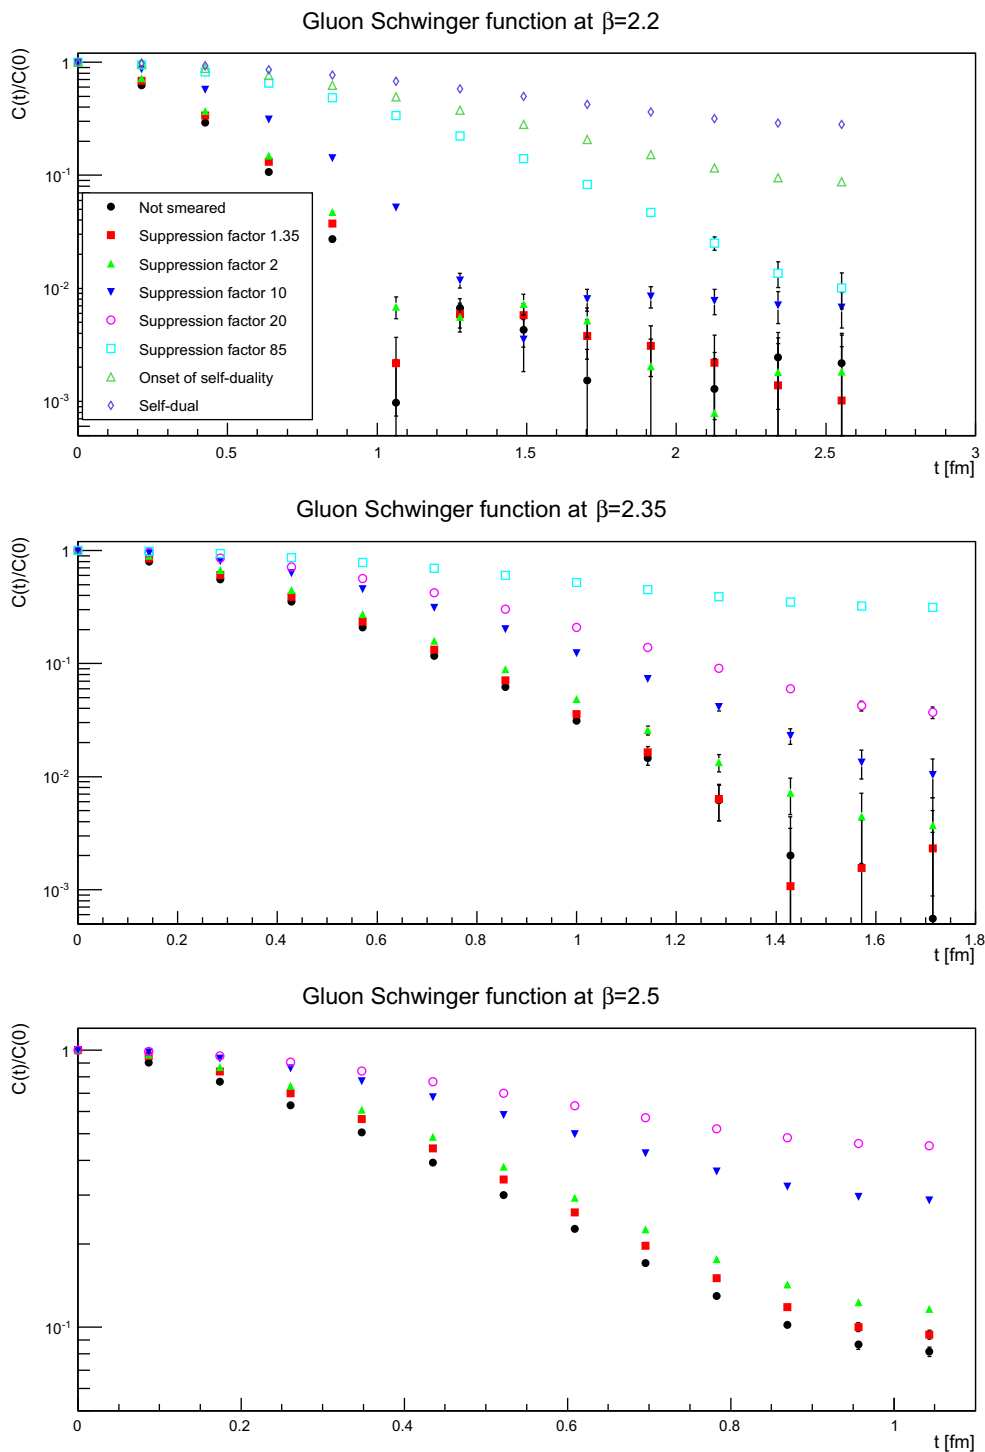 Gluon Schwinger function at β=2.2
C(t)/C(0)
1
10⁻¹
10⁻²
10⁻³
Not smeared
Suppression factor 1.35
Suppression factor 2
Suppression factor 10
Suppression factor 20
Suppression factor 85
Onset of self-duality
Self-dual
0 0.5 1 1.5 2 2.5 3
t [fm]
Gluon Schwinger function at β=2.35
C(t)/C(0)
1
10⁻¹
10⁻²
10⁻³
0 0.2 0.4 0.6 0.8 1 1.2 1.4 1.6 1.8
t [fm]
Gluon Schwinger function at β=2.5
C(t)/C(0)
1
10⁻¹
0 0.2 0.4 0.6 0.8 1
t [fm]